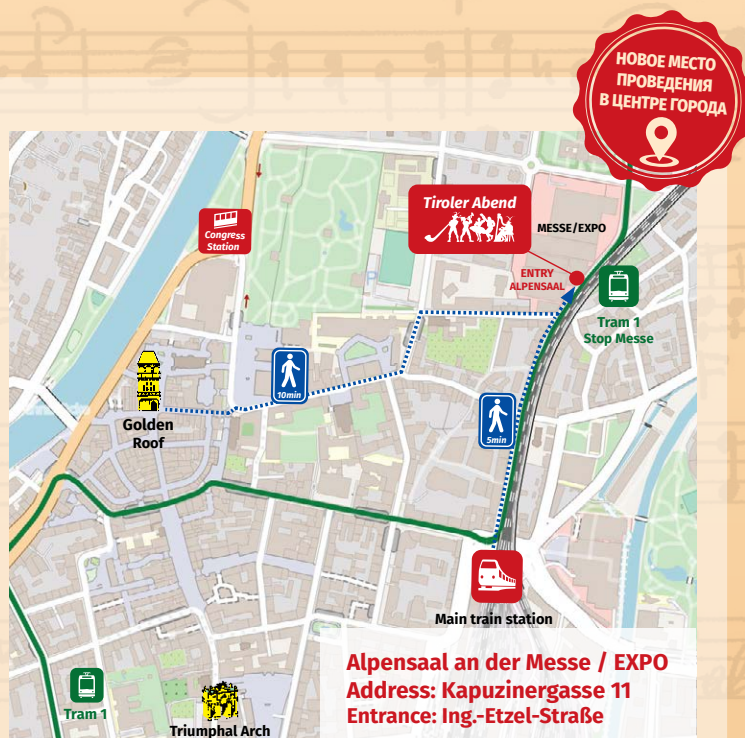 НОВОЕ МЕСТО
ПРОВЕДЕНИЯ
В ЦЕНТРЕ ГОРОДА
Tiroler Abend
Congress
Station
MESSE/EXPO
ENTRY
ALPENSAAL
Tram 1
Stop Messe
10min
Golden
Roof
5min
Main train station
Alpensaal an der Messe / EXPO
Address: Kapuzinergasse 11
Entrance: Ing.-Etzel-Straße
Tram 1
Triumphal Arch